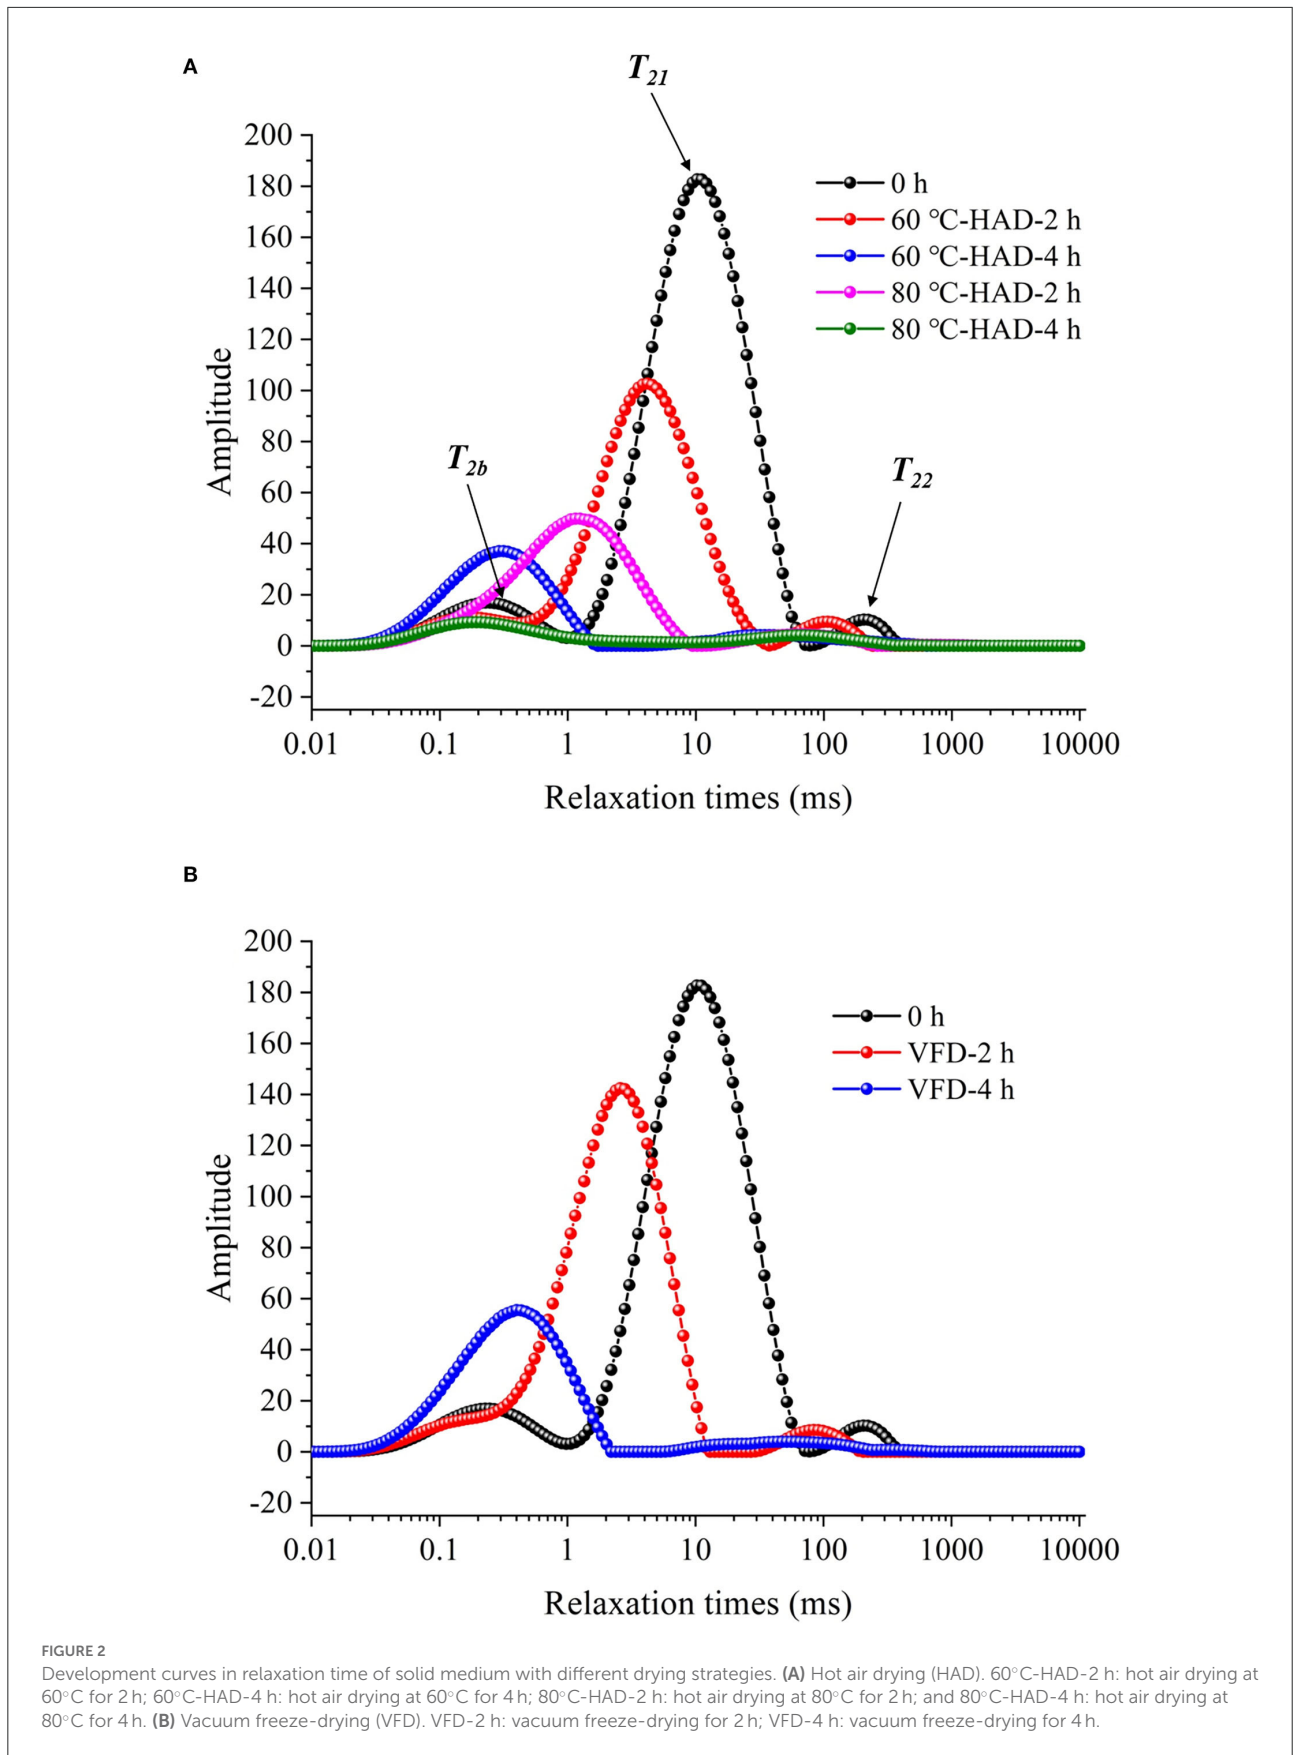 A
T21
200
180
160
140
120
100
80
60
40
20
0
-20
Amplitude
0 h
60 °C-HAD-2 h
60 °C-HAD-4 h
80 °C-HAD-2 h
80 °C-HAD-4 h
T2b
T22
0.01 0.1 1 10 100 1000 10000
Relaxation times (ms)
B
200
180
160
140
120
100
80
60
40
20
0
-20
Amplitude
0 h
VFD-2 h
VFD-4 h
0.01 0.1 1 10 100 1000 10000
Relaxation times (ms)
FIGURE 2
Development curves in relaxation time of solid medium with different drying strategies. (A) Hot air drying (HAD). 60°C-HAD-2 h: hot air drying at
60°C for 2 h; 60°C-HAD-4 h: hot air drying at 60°C for 4 h; 80°C-HAD-2 h: hot air drying at 80°C for 2 h; and 80°C-HAD-4 h: hot air drying at
80°C for 4 h. (B) Vacuum freeze-drying (VFD). VFD-2 h: vacuum freeze-drying for 2 h; VFD-4 h: vacuum freeze-drying for 4 h.